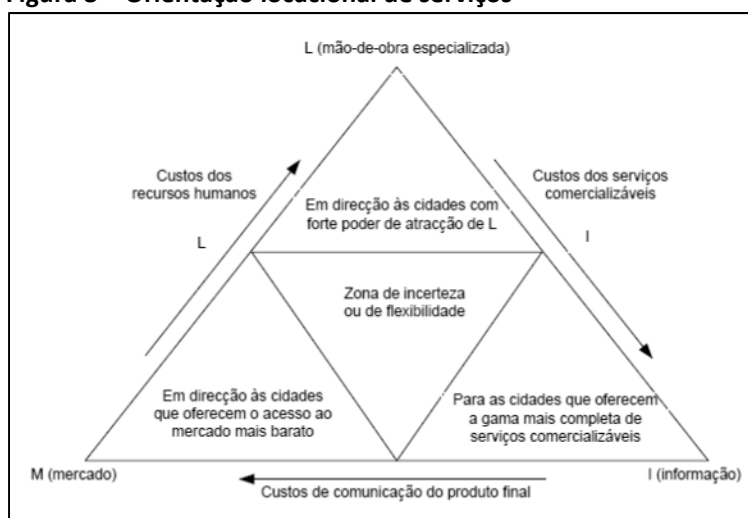 Figura 3 – Orientação locacional de serviços
L (mão-de-obra especializada)
Custos dos
recursos humanos
L
Custos dos serviços
comercializáveis
I
Em direcção às cidades com
forte poder de atracção de L
Zona de incerteza
ou de flexibilidade
Em direcção às cidades
que oferecem o acesso ao
mercado mais barato
Para as cidades que oferecem
a gama mais completa de
serviços comercializáveis
M (mercado)
I (informação)
Custos de comunicação do produto final